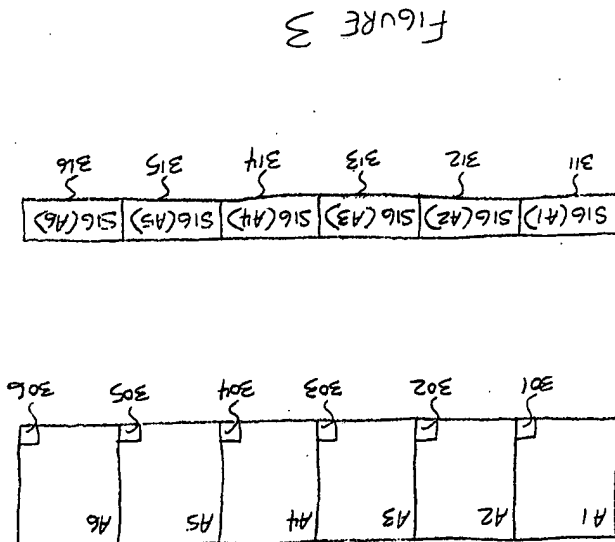 A1 A2 A3 A4 A5 A6
301 302 303 304 305 306
SIG(A1) SIG(A2) SIG(A3) SIG(A4) SIG(A5) SIG(A6)
311 312 313 314 315 316
FIGURE 3